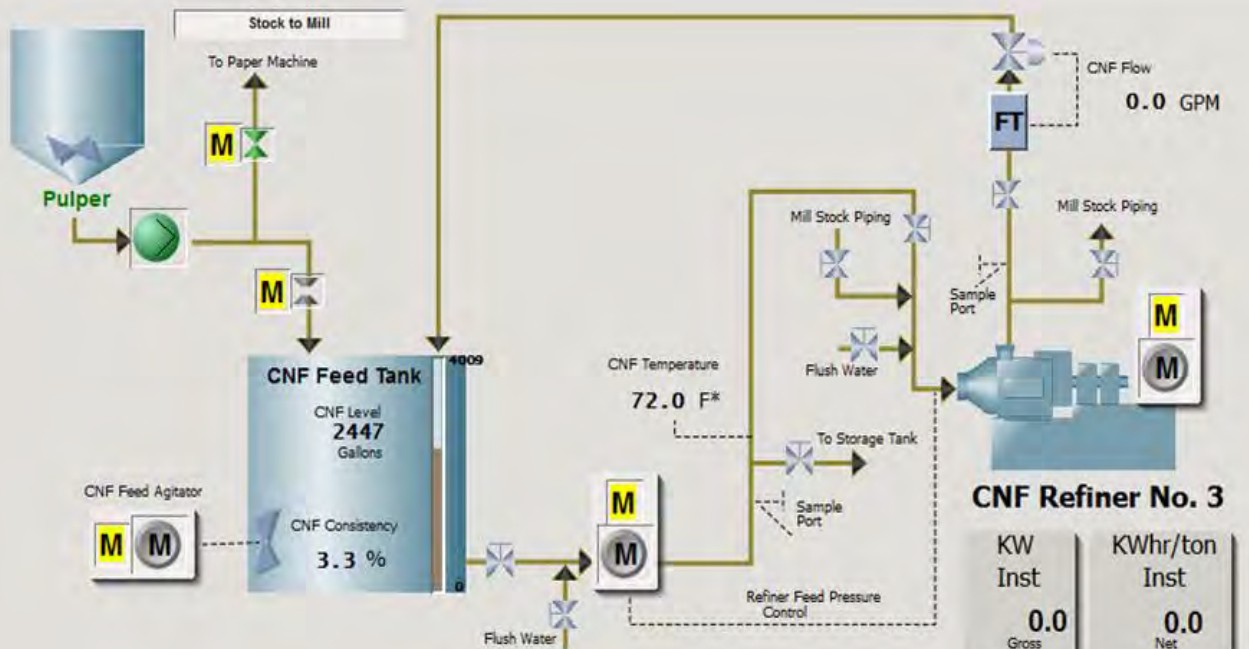 Stock to Mill
To Paper Machine
M
Pulper
M
CNF Flow
0.0 GPM
FT
Mill Stock Piping
Mill Stock Piping
Sample
Port
M
M
CNF Feed Tank
4009
CNF Level
2447
Gallons
CNF Temperature
72.0 F*
Flush Water
To Storage Tank
CNF Feed Agitator
M M
CNF Consistency
3.3 %
0
M
M
Sample
Port
Refiner Feed Pressure
Control
Flush Water
CNF Refiner No. 3
KW
Inst
0.0
Gross
KWhr/ton
Inst
0.0
Net